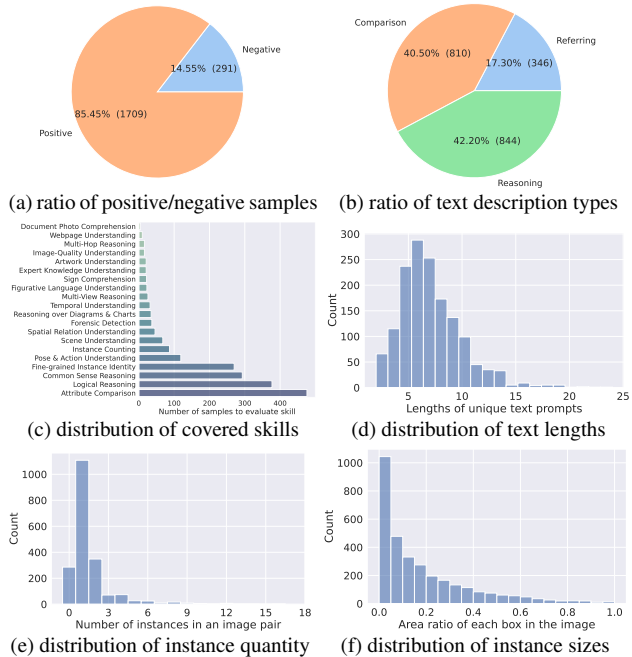 Negative
14.55% (291)
85.45% (1709)
Positive
(a) ratio of positive/negative samples
Comparison
Referring
40.50% (810)
17.30% (346)
42.20% (844)
Reasoning
(b) ratio of text description types
Document Photo Comprehension
Webpage Understanding
Multi-Hop Reasoning
Image-Quality Understanding
Artwork Understanding
Expert Knowledge Understanding
Sign Comprehension
Figurative Language Understanding
Multi-View Reasoning
Temporal Understanding
Reasoning over Diagrams & Charts
Forensic Detection
Spatial Relation Understanding
Scene Understanding
Instance Counting
Pose & Action Understanding
Fine-grained Instance Identity
Common Sense Reasoning
Logical Reasoning
Attribute Comparison
0 100 200 300 400
Number of samples to evaluate skill
(c) distribution of covered skills
300
250
200
150
100
50
0
Count
5 10 15 20 25
Lengths of unique text prompts
(d) distribution of text lengths
1000
800
600
400
200
0
Count
0 3 6 9 12 15 18
Number of instances in an image pair
(e) distribution of instance quantity
1000
800
600
400
200
0
Count
0.0 0.2 0.4 0.6 0.8 1.0
Area ratio of each box in the image
(f) distribution of instance sizes